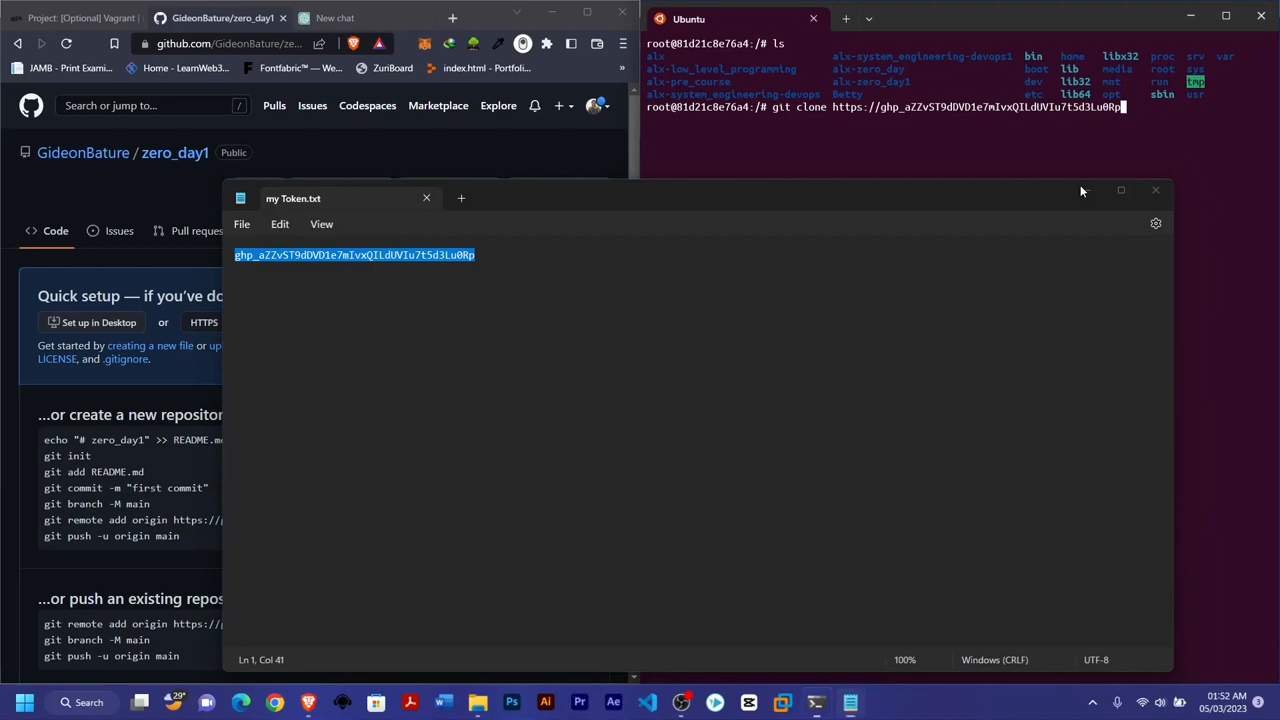 Project: [Optional] Vagrant
GideonBature/zero_day1
New chat
github.com/GideonBature/ze
JAMB - Print Exami...
Home - LearnWeb3...
Fontfabric™ - World...
ZuriBoard
index.html - Portfoli...
»
Search or jump to...
/
Pulls
Issues
Codespaces
Marketplace
Explore
GideonBature / zero_day1
Public
Code
Issues
Pull reques
Quick setup — if you've do
Set up in Desktop
or
HTTPS
Get started by creating a new file or up
LICENSE, and .gitignore.
...or create a new repositor
echo "# zero_day1" >> README.md
git init
git add README.md
git commit -m "first commit"
git branch -M main
git remote add origin https://g
git push -u origin main
...or push an existing repos
git remote add origin https://g
git branch -M main
git push -u origin main
Ubuntu
root@81d21c8e76a4:/# ls
alx alx-system_engineering-devops1 bin home libx32 proc srv var
alx-low_level_programming alx-zero_day boot lib media root sys
alx-pre_course alx-zero_day1 dev lib32 mnt run tmp
alx-system_engineering-devops Betty etc lib64 opt sbin usr
root@81d21c8e76a4:/# git clone https://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
my Token.txt
File
Edit
View
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
Ln 1, Col 41
100%
Windows (CRLF)
UTF-8
Search
29°
01:52 AM
05/03/2023
3